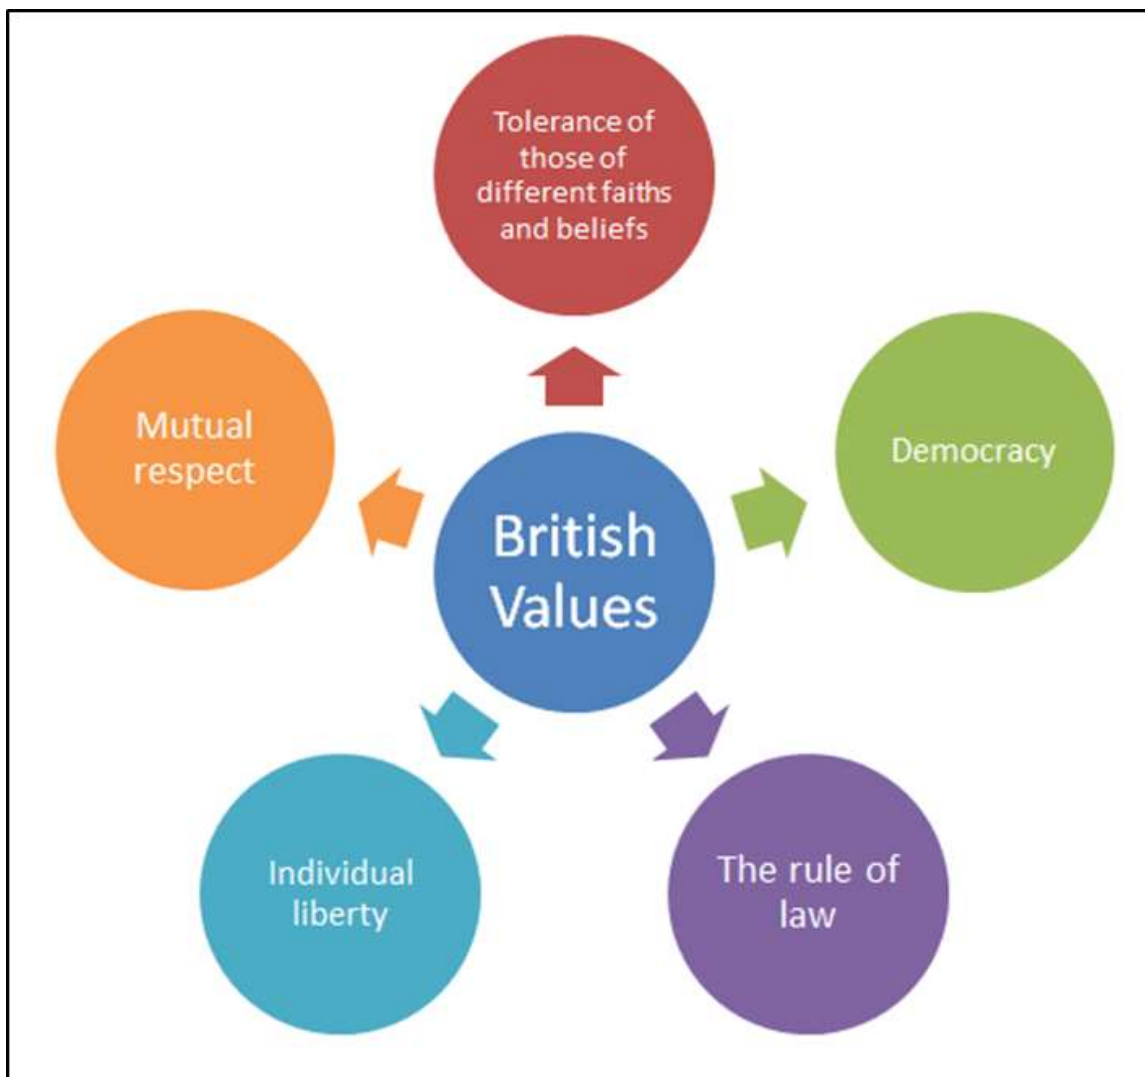 Tolerance of
those of
different faiths
and beliefs
Mutual
respect
Democracy
British
Values
Individual
liberty
The rule of
law